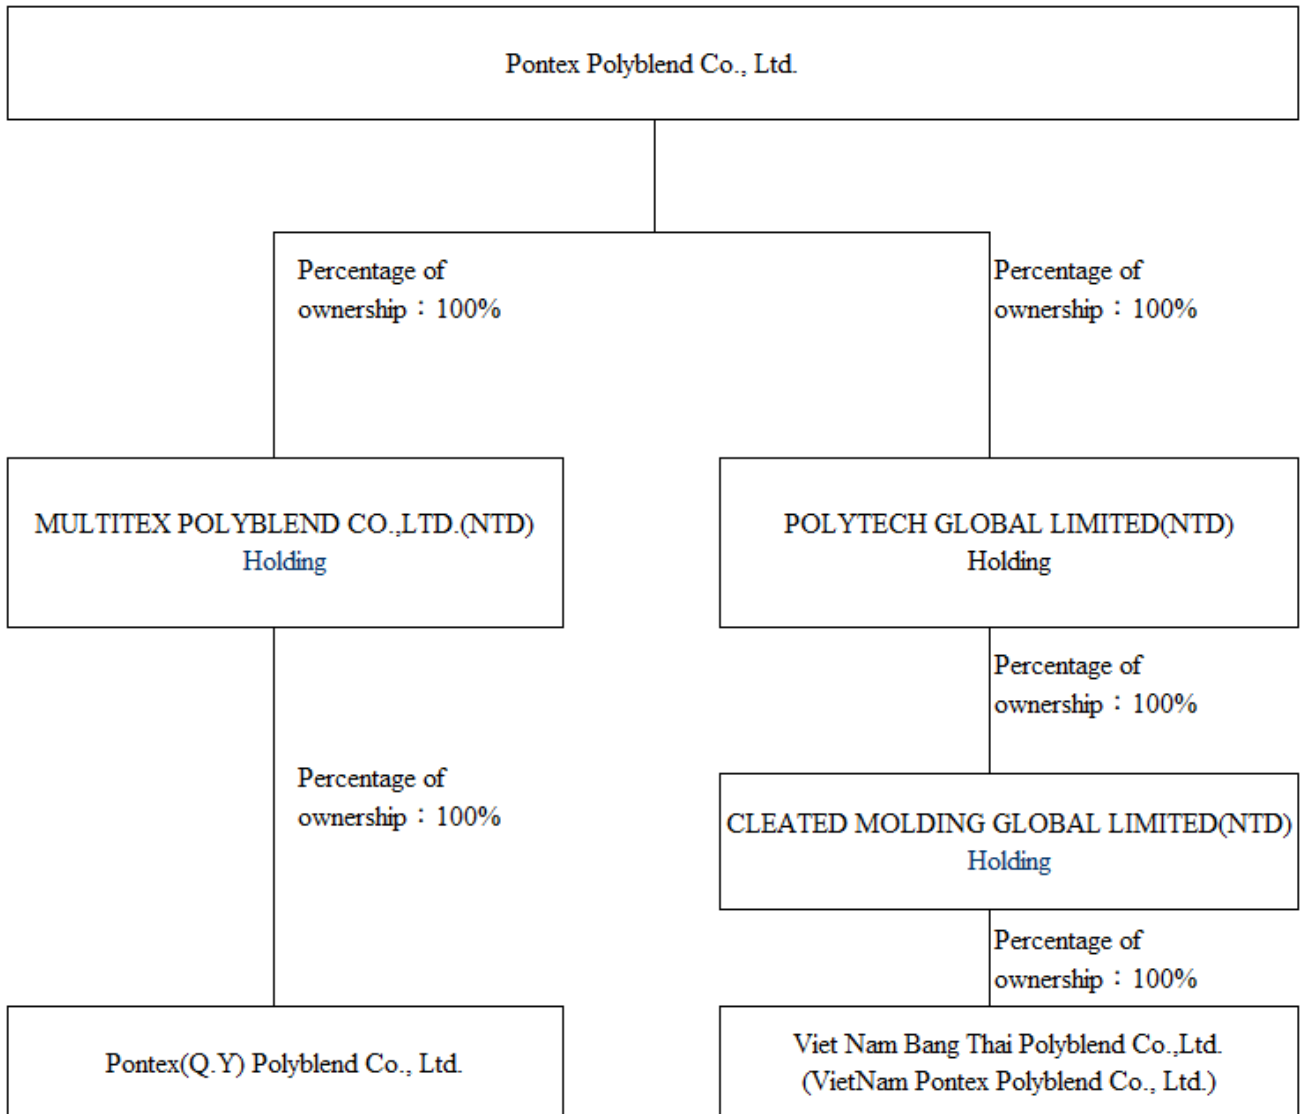 Pontex Polyblend Co., Ltd.
Percentage of
ownership：100%
Percentage of
ownership：100%
MULTITEX POLYBLEND CO.,LTD.(NTD)
Holding
POLYTECH GLOBAL LIMITED(NTD)
Holding
Percentage of
ownership：100%
Percentage of
ownership：100%
CLEATED MOLDING GLOBAL LIMITED(NTD)
Holding
Percentage of
ownership：100%
Pontex(Q.Y) Polyblend Co., Ltd.
Viet Nam Bang Thai Polyblend Co.,Ltd.
(VietNam Pontex Polyblend Co., Ltd.)